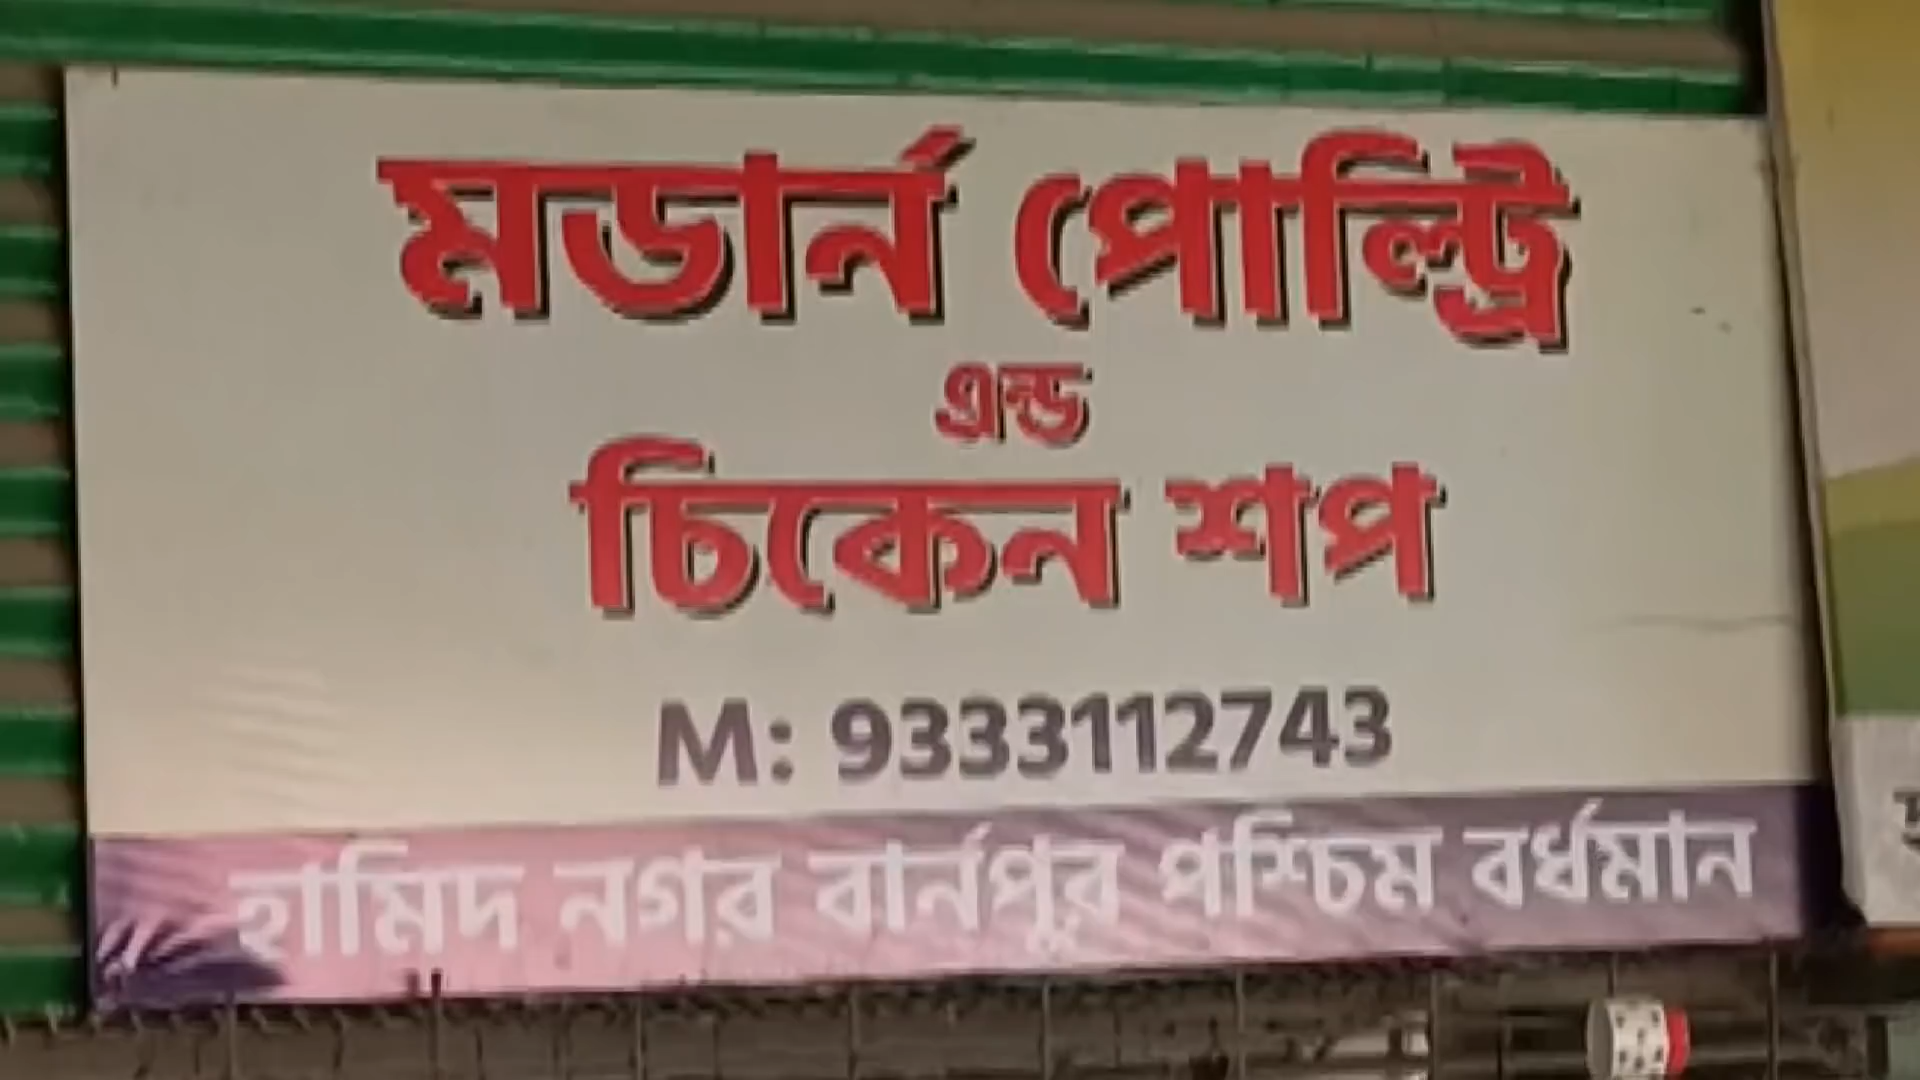 মডার্ন পোল্ট্রি
এন্ড
চিকেন শপ
M: 9333112743
হামিদ নগর বার্নপুর পশ্চিম বর্ধমান